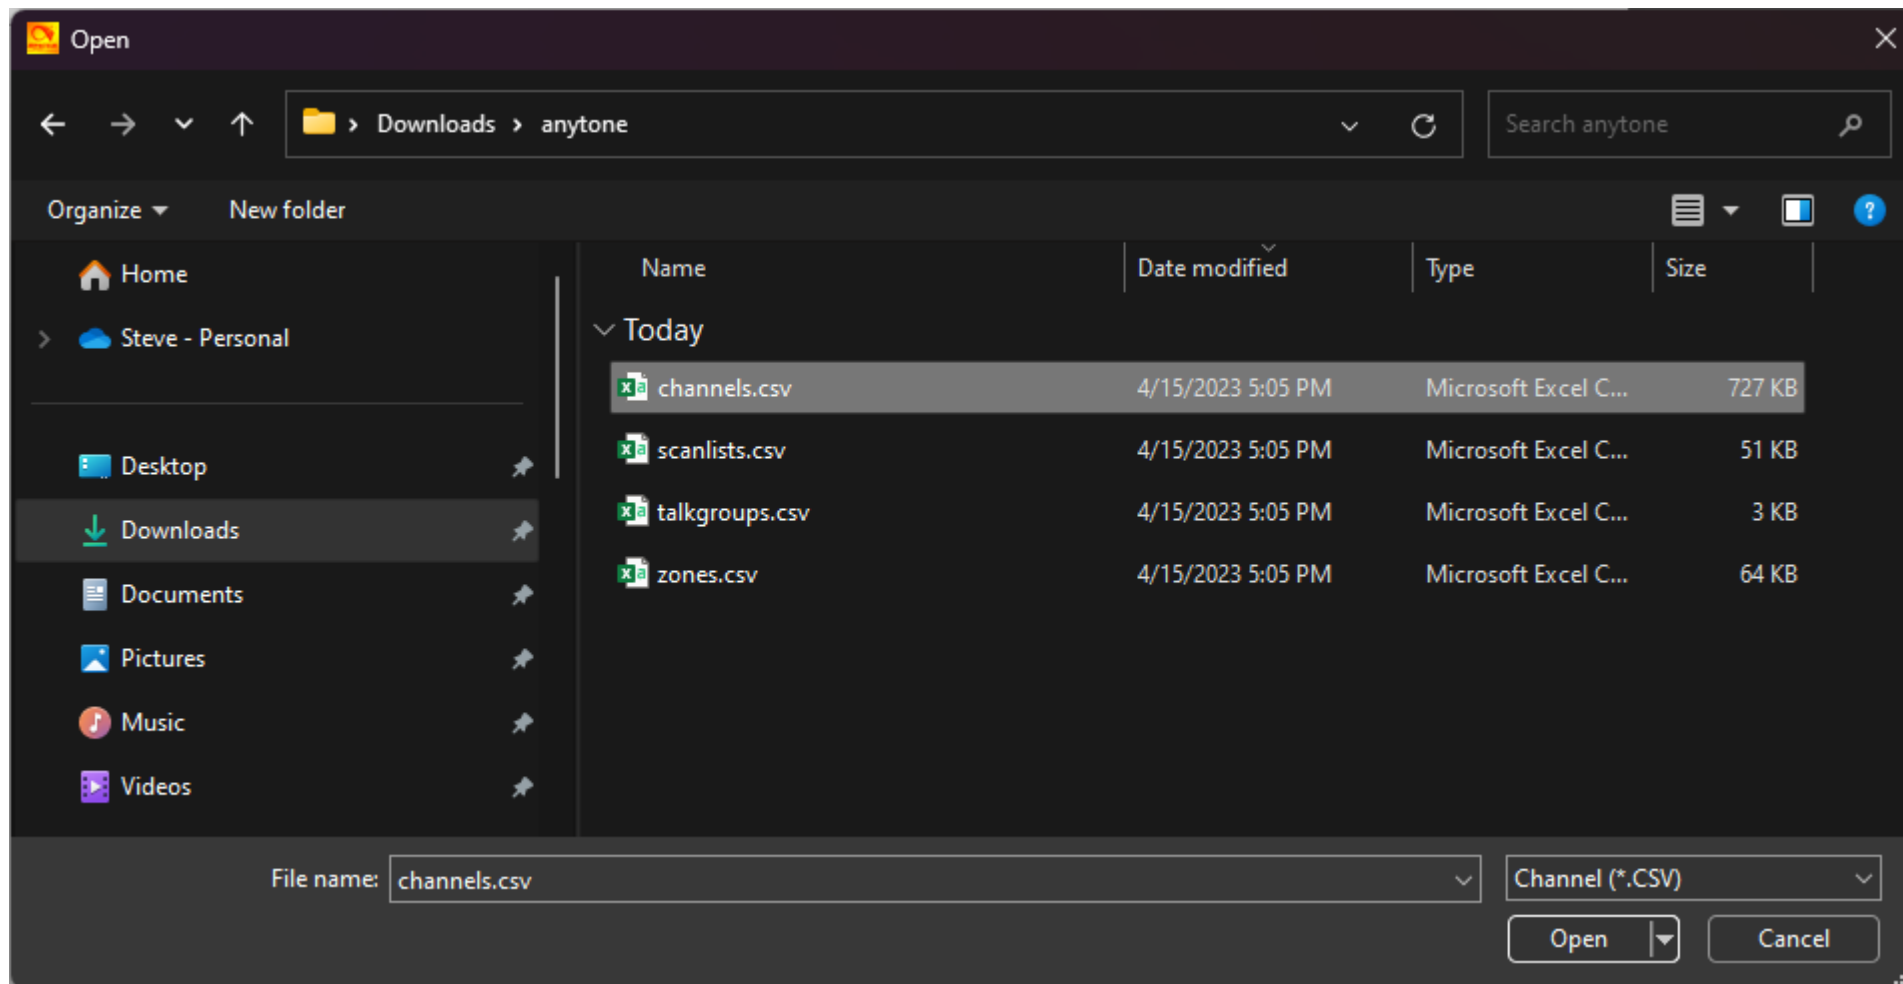 Open
Downloads > anytone
Search anytone
Organize
New folder
Home
Steve - Personal
Desktop
Downloads
Documents
Pictures
Music
Videos
Name Date modified Type Size
Today
channels.csv 4/15/2023 5:05 PM Microsoft Excel C... 727 KB
scanlists.csv 4/15/2023 5:05 PM Microsoft Excel C... 51 KB
talkgroups.csv 4/15/2023 5:05 PM Microsoft Excel C... 3 KB
zones.csv 4/15/2023 5:05 PM Microsoft Excel C... 64 KB
File name: channels.csv
Channel (*.CSV)
Open
Cancel